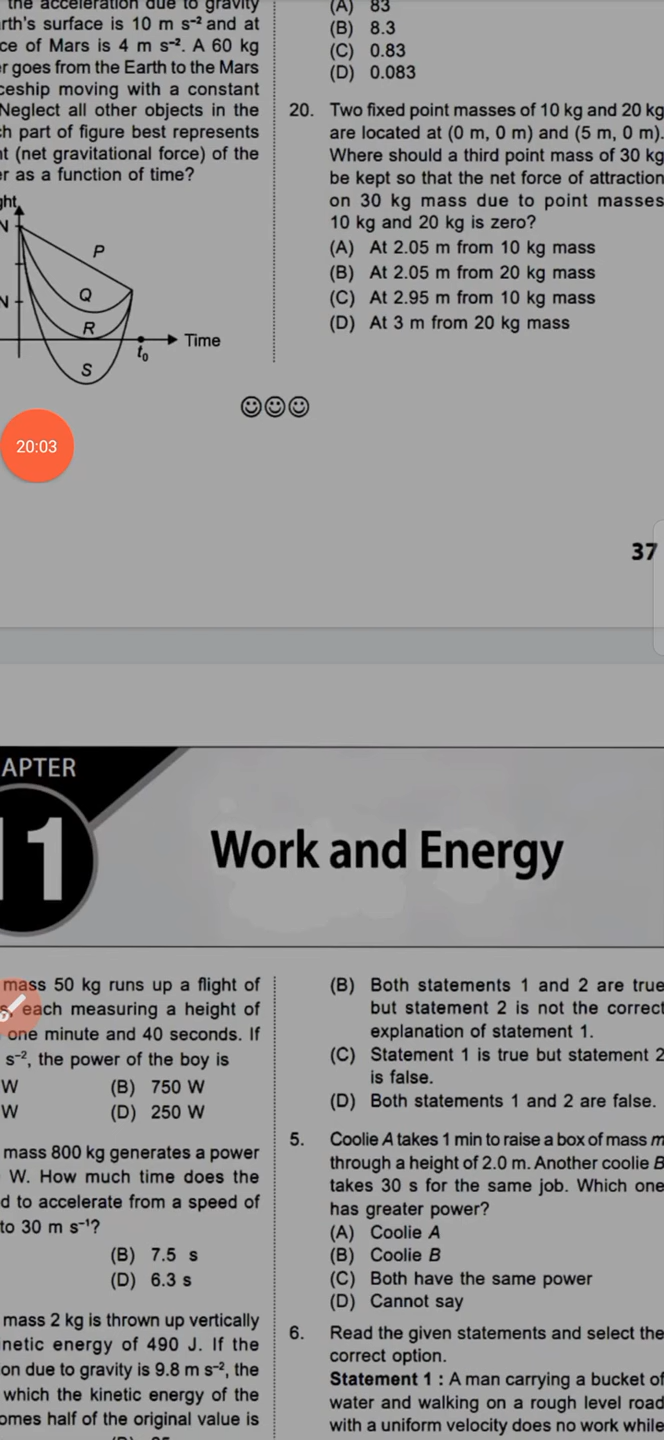 the acceleration due to gravity
rth's surface is 10 m s⁻² and at
ce of Mars is 4 m s⁻². A 60 kg
r goes from the Earth to the Mars
ceship moving with a constant
Neglect all other objects in the
ch part of figure best represents
ht (net gravitational force) of the
er as a function of time?
ght
N
P
Q
N
R
Time
t₀
S
20:03
(A) 83
(B) 8.3
(C) 0.83
(D) 0.083
20. Two fixed point masses of 10 kg and 20 kg
are located at (0 m, 0 m) and (5 m, 0 m).
Where should a third point mass of 30 kg
be kept so that the net force of attraction
on 30 kg mass due to point masses
10 kg and 20 kg is zero?
(A) At 2.05 m from 10 kg mass
(B) At 2.05 m from 20 kg mass
(C) At 2.95 m from 10 kg mass
(D) At 3 m from 20 kg mass
37
APTER
11
Work and Energy
mass 50 kg runs up a flight of
s, each measuring a height of
one minute and 40 seconds. If
s⁻², the power of the boy is
W (B) 750 W
W (D) 250 W
mass 800 kg generates a power
W. How much time does the
d to accelerate from a speed of
to 30 m s⁻¹?
(B) 7.5 s
(D) 6.3 s
mass 2 kg is thrown up vertically
inetic energy of 490 J. If the
on due to gravity is 9.8 m s⁻², the
which the kinetic energy of the
omes half of the original value is
(B) Both statements 1 and 2 are true
but statement 2 is not the correct
explanation of statement 1.
(C) Statement 1 is true but statement 2
is false.
(D) Both statements 1 and 2 are false.
5. Coolie A takes 1 min to raise a box of mass m
through a height of 2.0 m. Another coolie B
takes 30 s for the same job. Which one
has greater power?
(A) Coolie A
(B) Coolie B
(C) Both have the same power
(D) Cannot say
6. Read the given statements and select the
correct option.
Statement 1 : A man carrying a bucket of
water and walking on a rough level road
with a uniform velocity does no work while